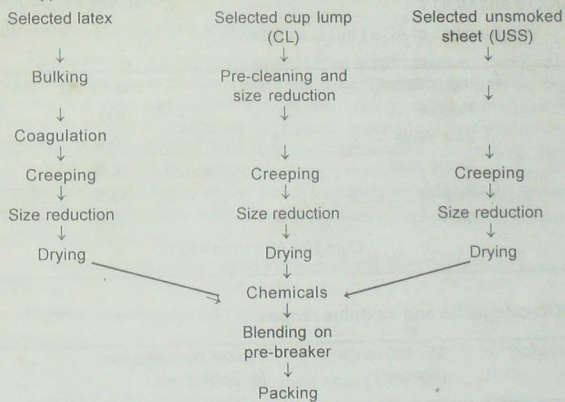 Selected latex
Selected cup lump
(CL)
Selected unsmoked
sheet (USS)
Bulking
Pre-cleaning and
size reduction
Coagulation
Creeping
Creeping
Creeping
Size reduction
Size reduction
Size reduction
Drying
Drying
Drying
Chemicals
Blending on
pre-breaker
Packing